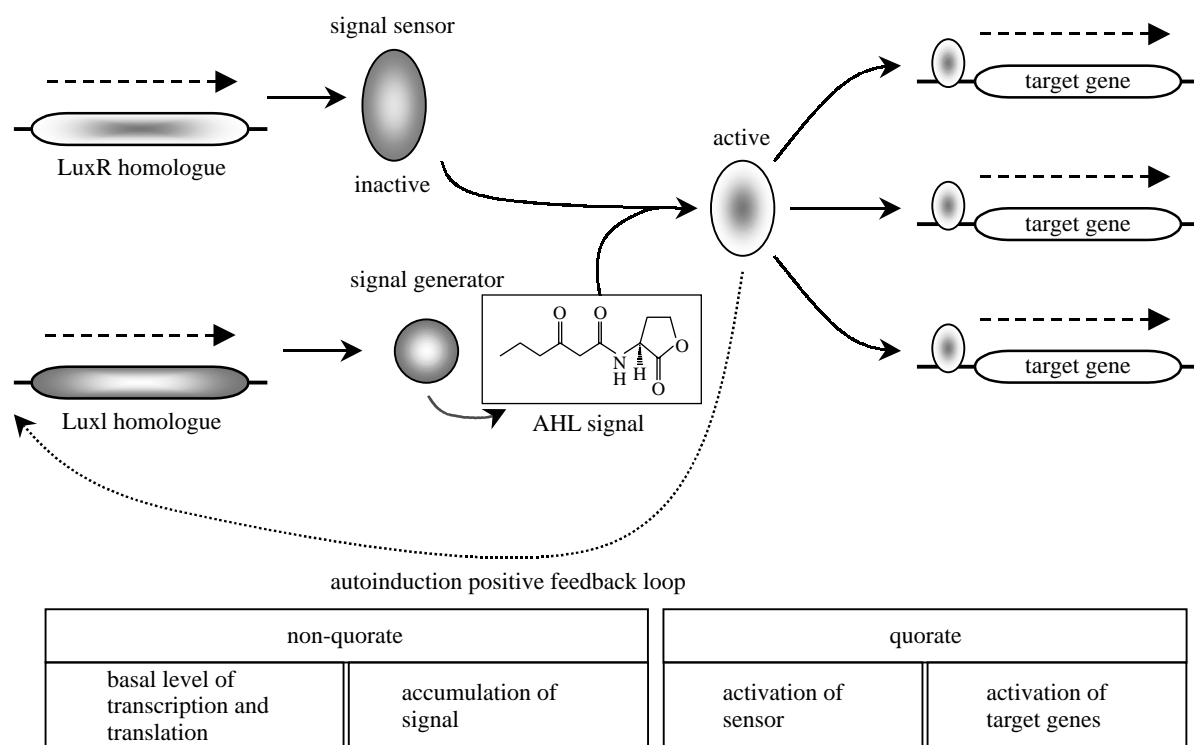 signal sensor
target gene
LuxR homologue
inactive
active
target gene
signal generator
O
O
O
N
H
H
O
LuxI homologue
AHL signal
target gene
autoinduction positive feedback loop
non-quorate
quorate
basal level of
transcription and
translation
accumulation of
signal
activation of
sensor
activation of
target genes